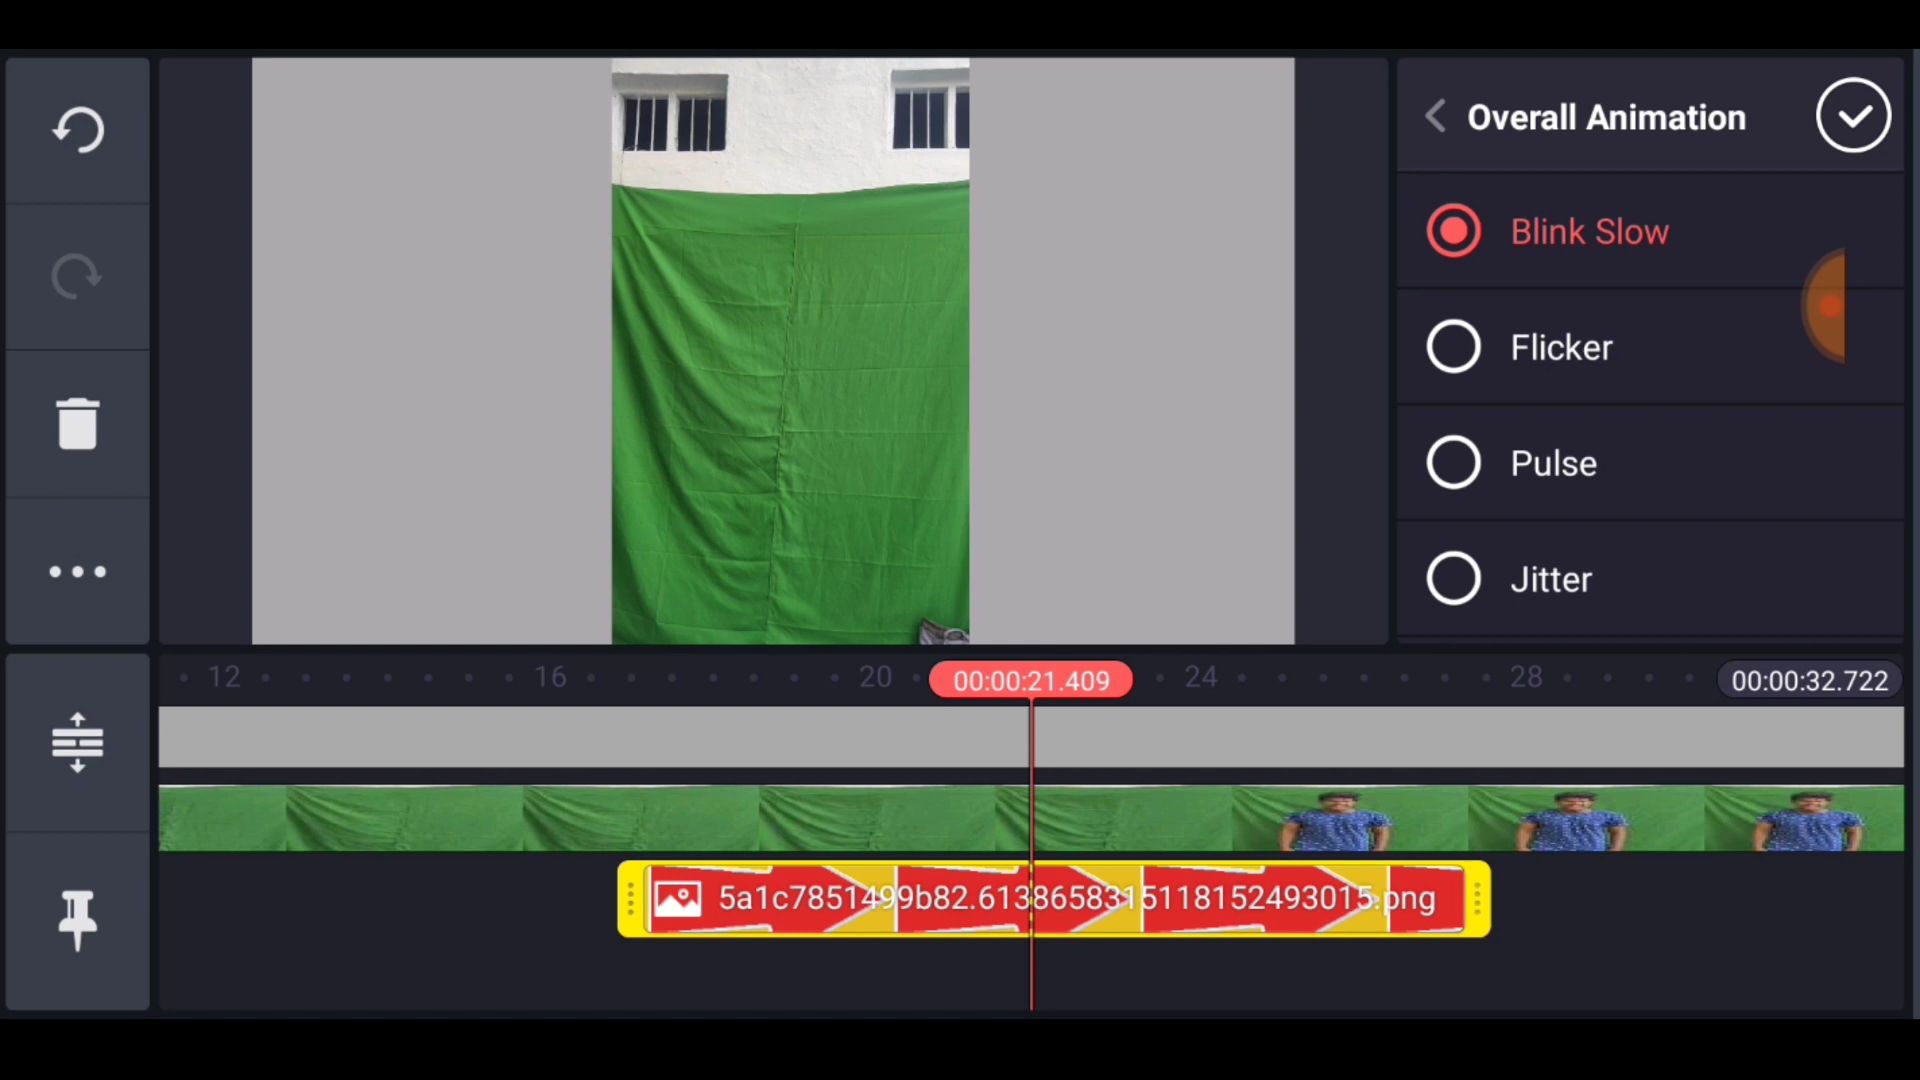 Overall Animation
Blink Slow
Flicker
Pulse
Jitter
12 16 20 00:00:21.409 24 28 00:00:32.722
5a1c7851499b82.6138658315118152493015.png